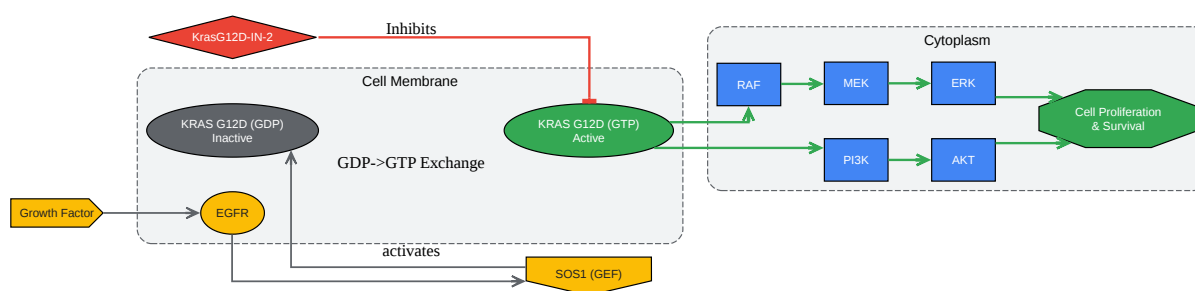 KrasG12D-IN-2
Inhibits
Cytoplasm
Cell Membrane
RAF
MEK
ERK
KRAS G12D (GDP)
Inactive
KRAS G12D (GTP)
Active
Cell Proliferation
& Survival
GDP->GTP Exchange
PI3K
AKT
Growth Factor
EGFR
activates
SOS1 (GEF)